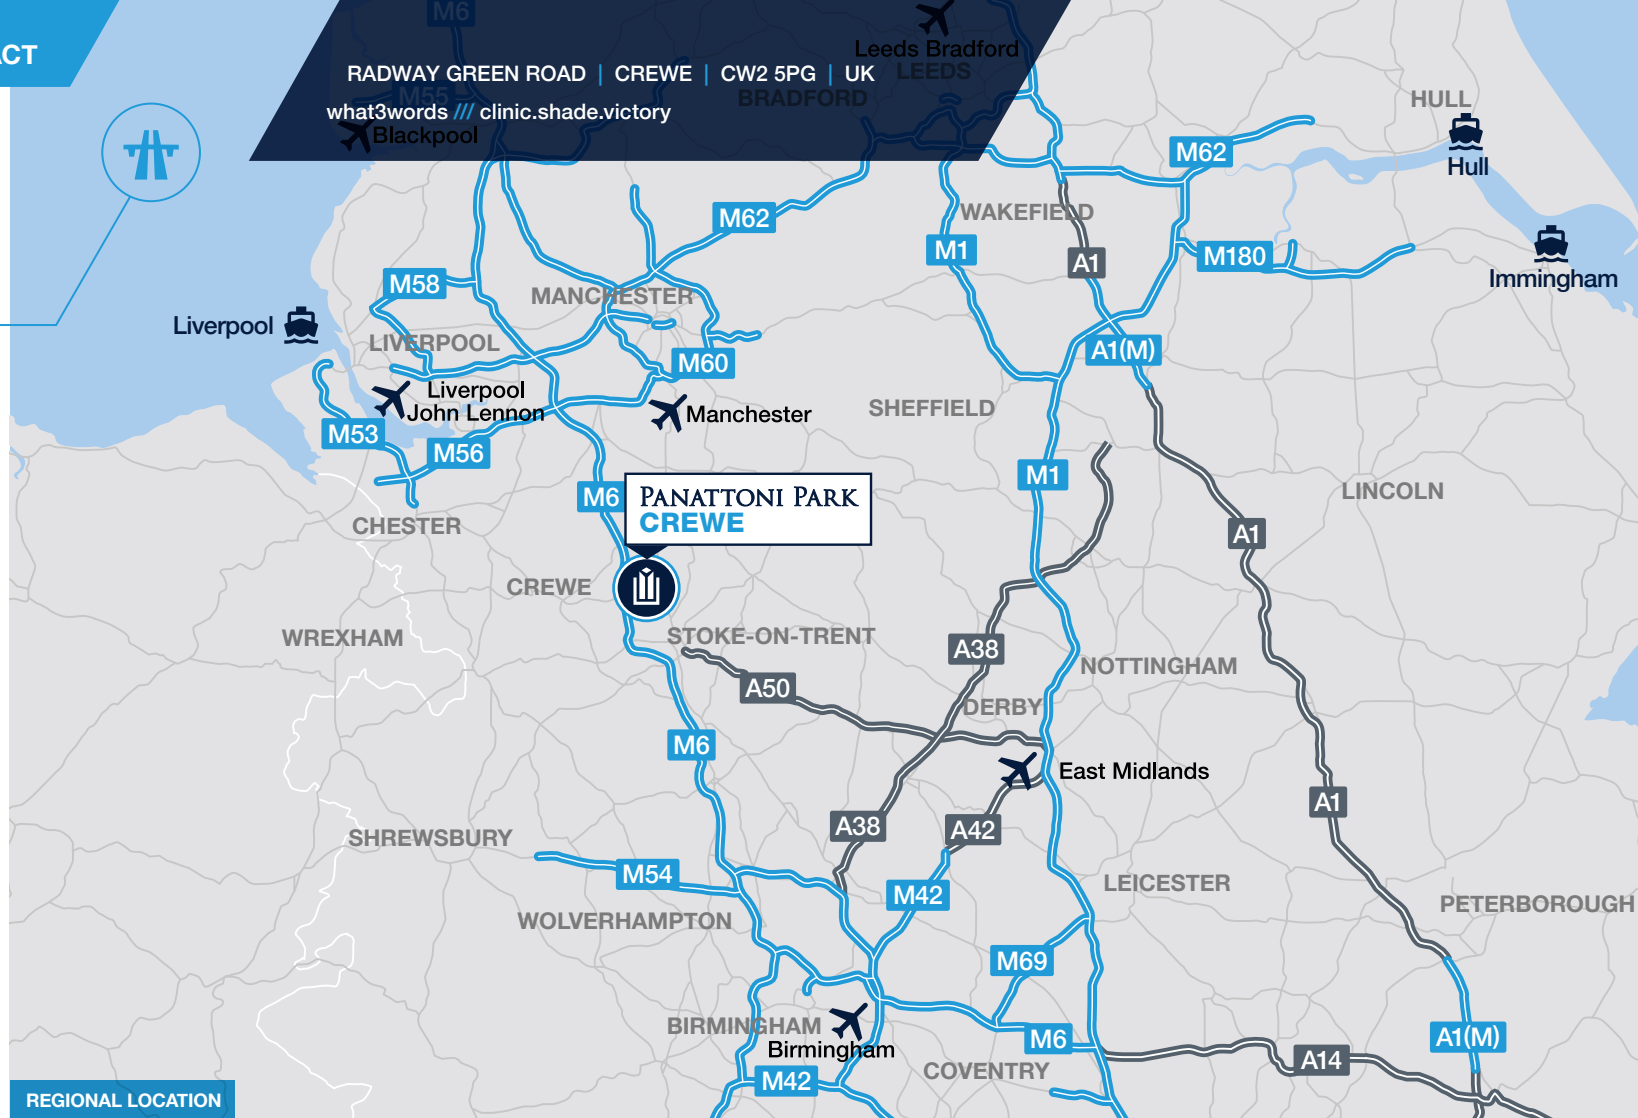 ACT
M6
Leeds Bradford
LEEDS
RADWAY GREEN ROAD | CREWE | CW2 5PG | UK
M55
BRADFORD
what3words /// clinic.shade.victory
Blackpool
HULL
Hull
M62
M62
WAKEFIELD
M1
A1
M180
Immingham
M58
MANCHESTER
Liverpool
LIVERPOOL
A1(M)
M60
Liverpool
John Lennon
Manchester
SHEFFIELD
M53
M56
M1
M6
PANATTONI PARK
CREWE
LINCOLN
CHESTER
A1
CREWE
WREXHAM
STOKE-ON-TRENT
A38
NOTTINGHAM
A50
DERBY
M6
East Midlands
A1
SHREWSBURY
A38
A42
M54
M42
LEICESTER
PETERBOROUGH
WOLVERHAMPTON
M69
BIRMINGHAM
Birmingham
M6
A1(M)
COVENTRY
A14
M42
REGIONAL LOCATION